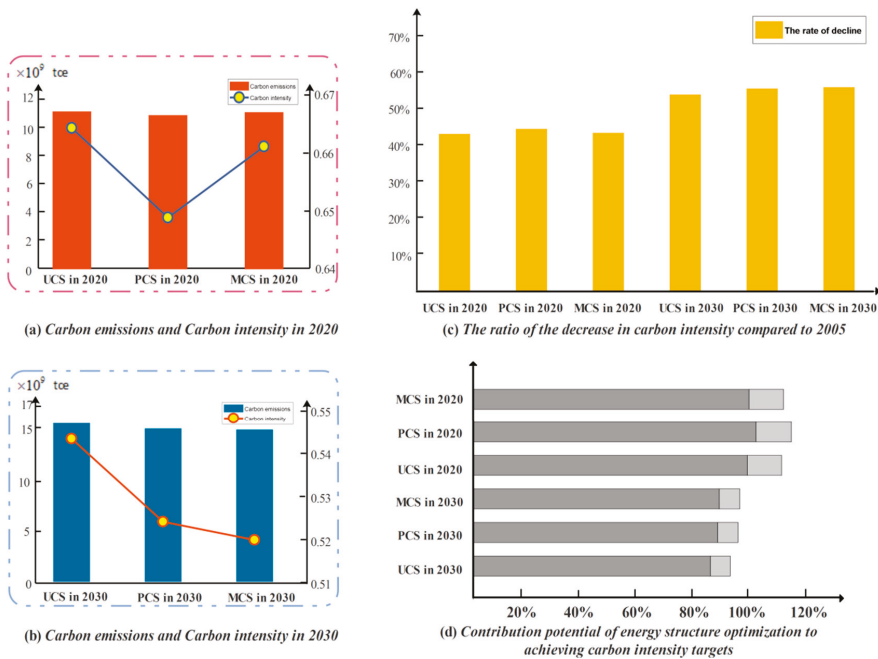 ×10⁹ tce
Carbon emissions
Carbon intensity
12
10
8
6
4
2
0
0.67
0.66
0.65
0.64
UCS in 2020
PCS in 2020
MCS in 2020
(a) Carbon emissions and Carbon intensity in 2020
×10⁹ tce
Carbon emissions
Carbon intensity
17
15
10
5
0
0.55
0.54
0.53
0.52
0.51
UCS in 2030
PCS in 2030
MCS in 2030
(b) Carbon emissions and Carbon intensity in 2030
The rate of decline
70%
60%
50%
40%
30%
20%
10%
UCS in 2020
PCS in 2020
MCS in 2020
UCS in 2030
PCS in 2030
MCS in 2030
(c) The ratio of the decrease in carbon intensity compared to 2005
MCS in 2020
PCS in 2020
UCS in 2020
MCS in 2030
PCS in 2030
UCS in 2030
20%
40%
60%
80%
100%
120%
(d) Contribution potential of energy structure optimization to
achieving carbon intensity targets